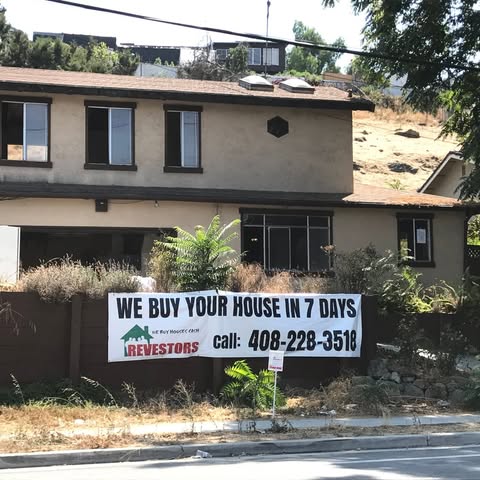 WE BUY YOUR HOUSE IN 7 DAYS
WE BUY HOUSES CASH
REVESTORS
call: 408-228-3518